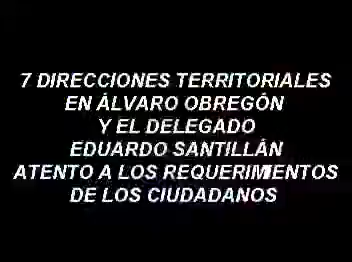 7 DIRECCIONES TERRITORIALES
EN ÁLVARO OBREGÓN
Y EL DELEGADO
EDUARDO SANTILLÁN
ATENTO A LOS REQUERIMIENTOS
DE LOS CIUDADANOS